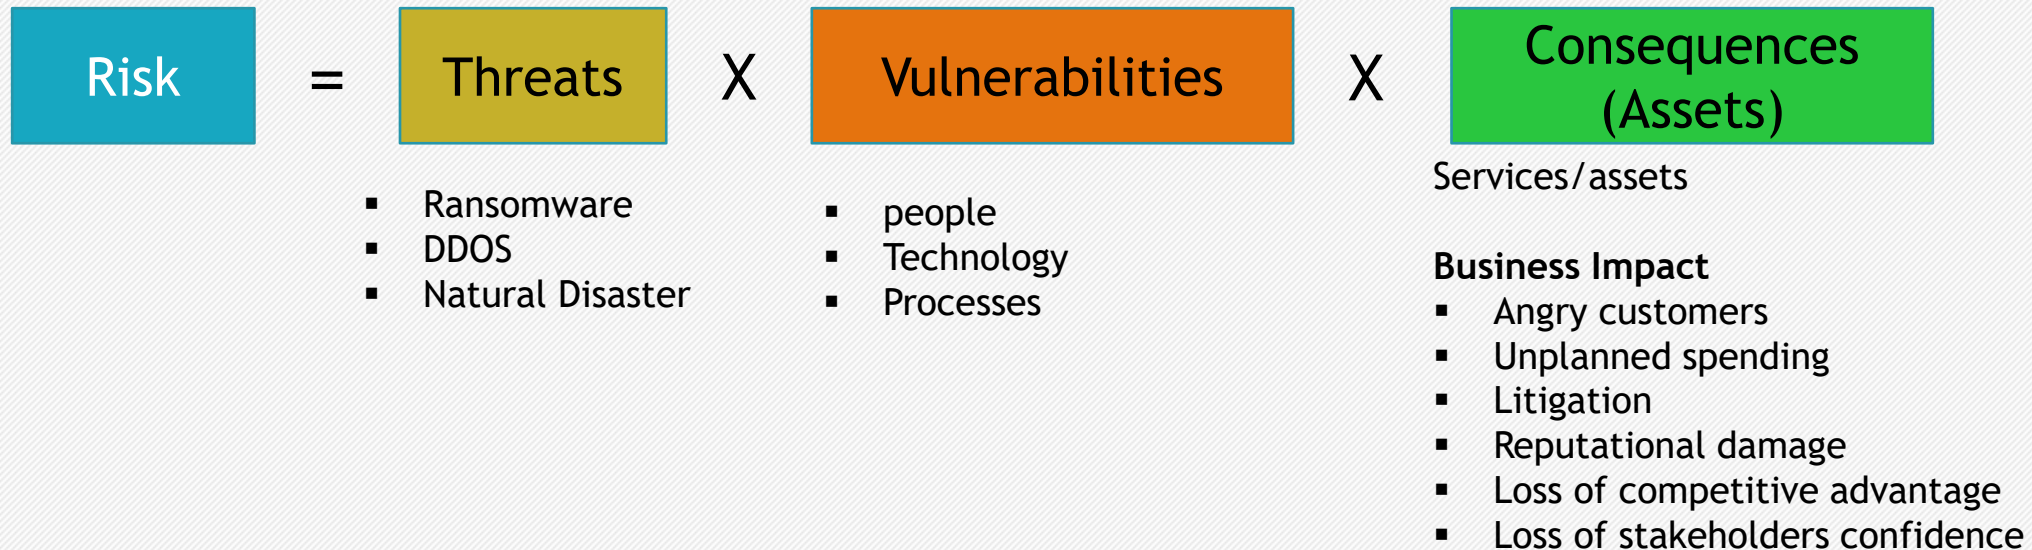 Risk = Threats X Vulnerabilities X Consequences
(Assets)
▪ Ransomware
▪ DDOS
▪ Natural Disaster
▪ people
▪ Technology
▪ Processes
Services/assets
Business Impact
▪ Angry customers
▪ Unplanned spending
▪ Litigation
▪ Reputational damage
▪ Loss of competitive advantage
▪ Loss of stakeholders confidence